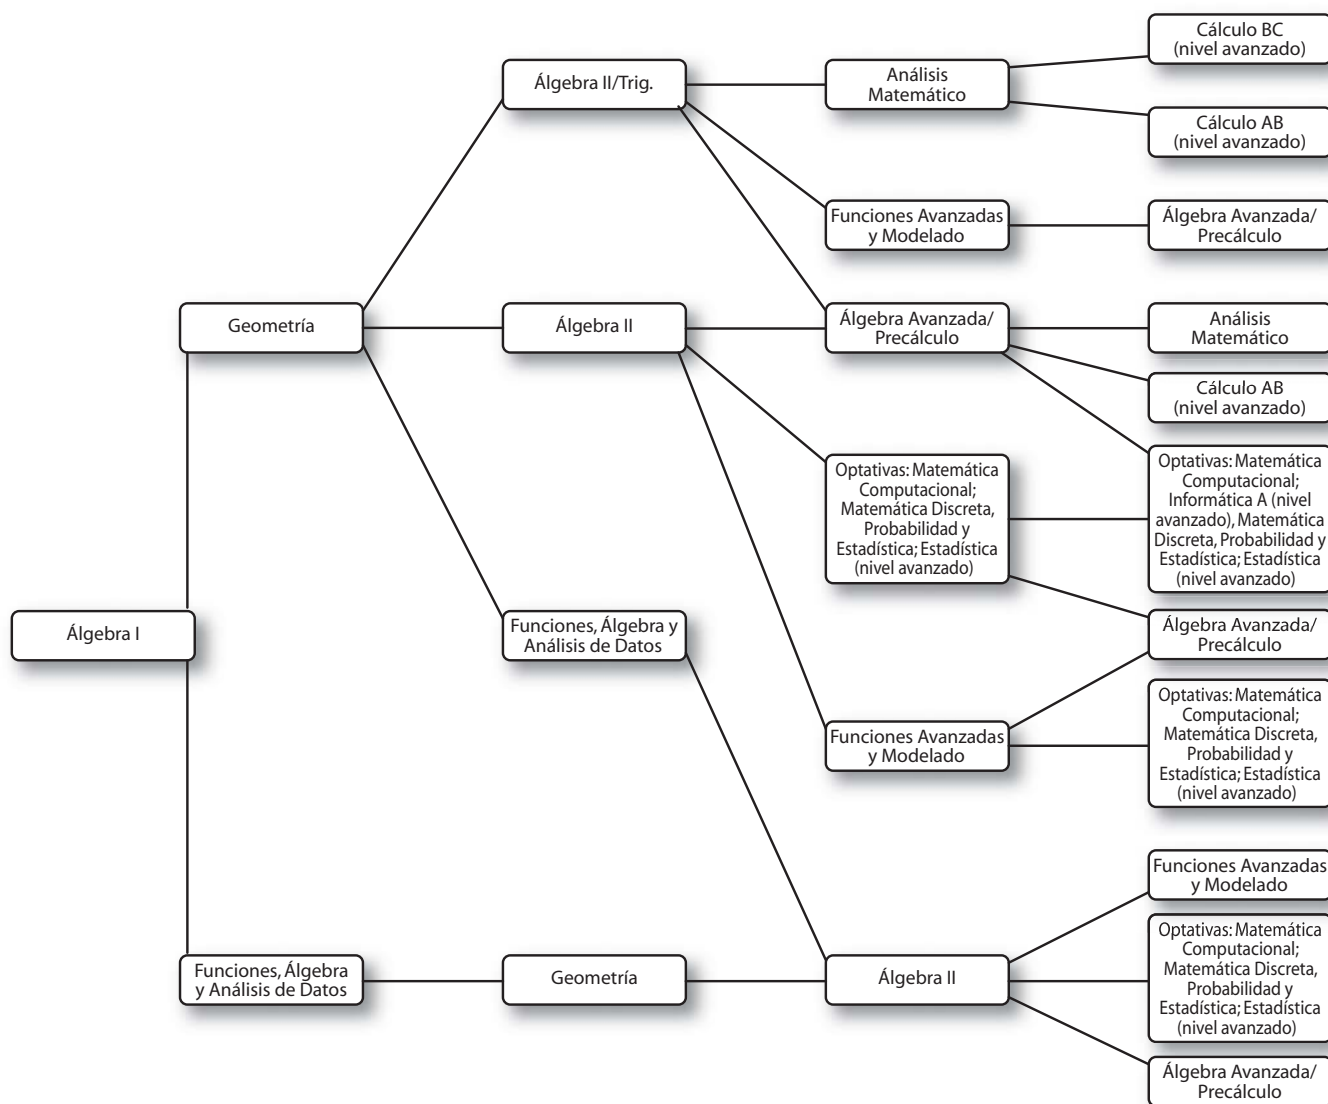 Álgebra I
Geometría
Funciones, Álgebra
y Análisis de Datos
Álgebra II/Trig.
Álgebra II
Funciones, Álgebra y
Análisis de Datos
Geometría
Análisis
Matemático
Funciones Avanzadas
y Modelado
Álgebra Avanzada/
Precálculo
Optativas: Matemática
Computacional;
Matemática Discreta,
Probabilidad y
Estadística; Estadística
(nivel avanzado)
Funciones Avanzadas
y Modelado
Álgebra II
Cálculo BC
(nivel avanzado)
Cálculo AB
(nivel avanzado)
Álgebra Avanzada/
Precálculo
Análisis
Matemático
Cálculo AB
(nivel avanzado)
Optativas: Matemática
Computacional;
Informática A (nivel
avanzado), Matemática
Discreta, Probabilidad y
Estadística; Estadística
(nivel avanzado)
Álgebra Avanzada/
Precálculo
Optativas: Matemática
Computacional;
Matemática Discreta,
Probabilidad y
Estadística; Estadística
(nivel avanzado)
Funciones Avanzadas
y Modelado
Optativas: Matemática
Computacional;
Matemática Discreta,
Probabilidad y
Estadística; Estadística
(nivel avanzado)
Álgebra Avanzada/
Precálculo